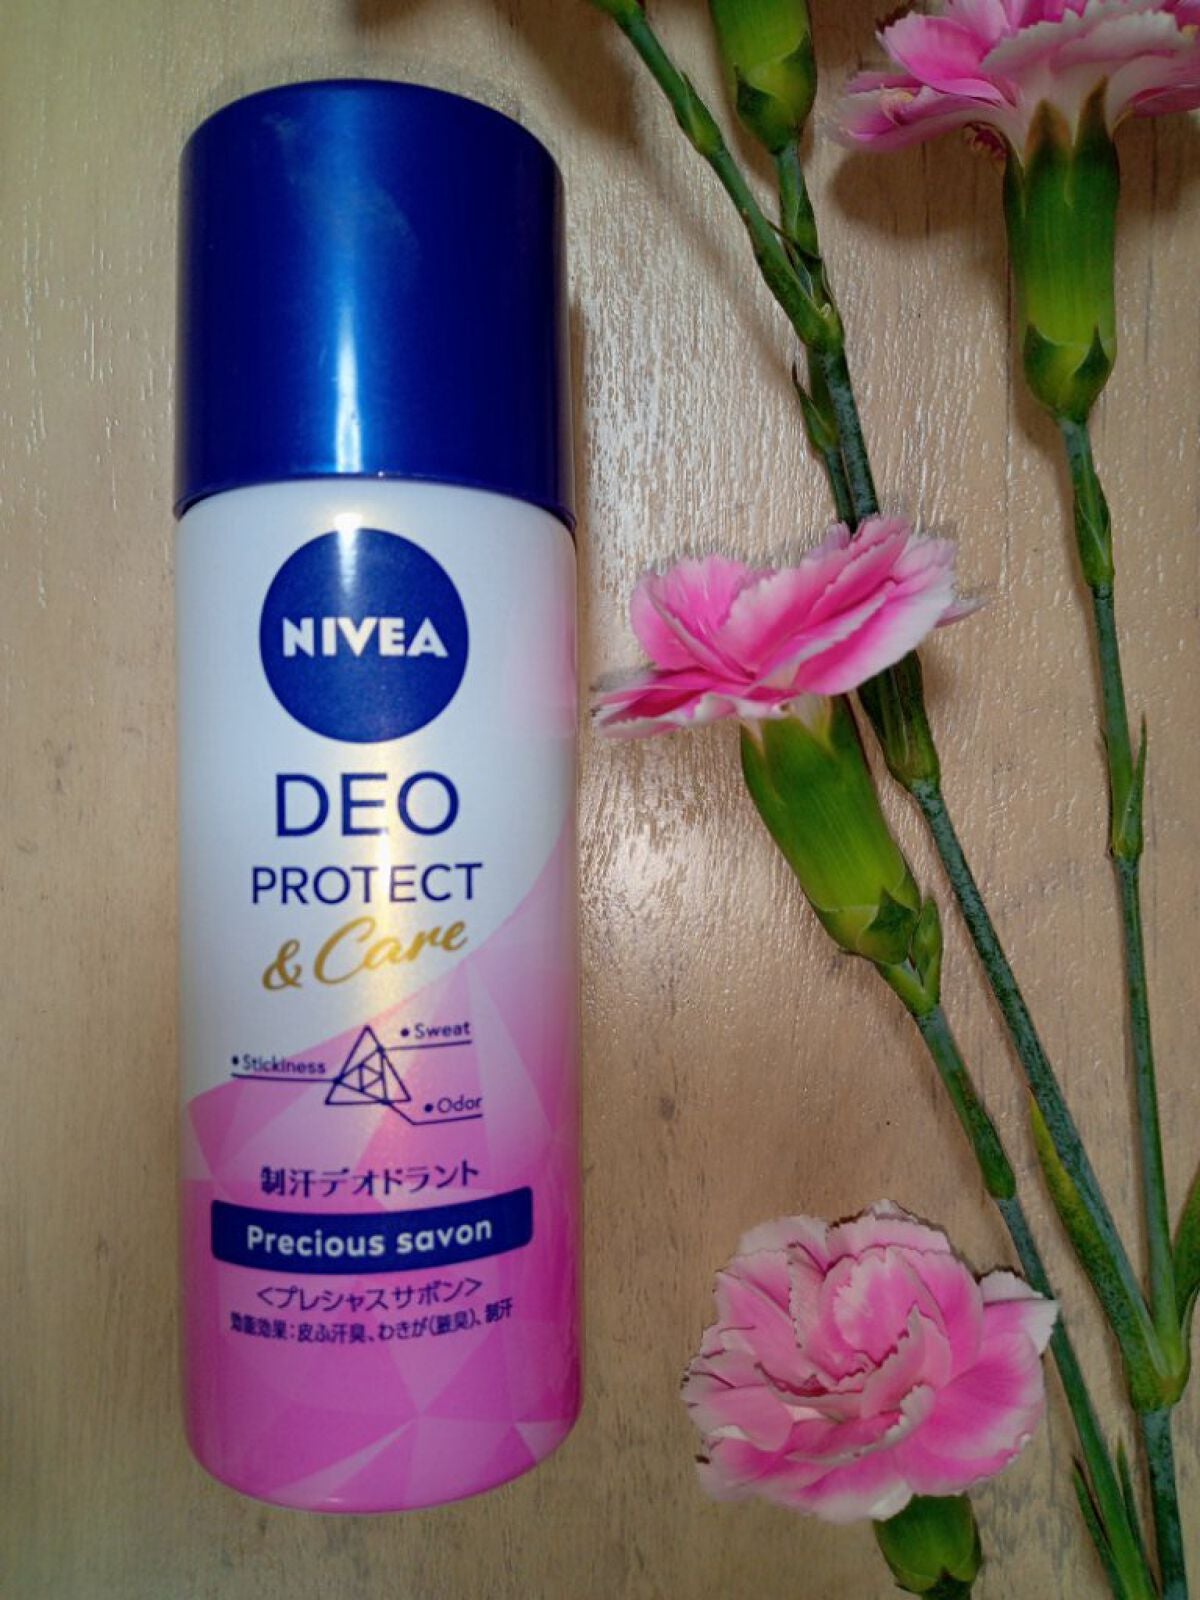 NIVEA
DEO
PROTECT
& Care
•Sweat
•Stickiness
•Odor
制汗デオドラント
Precious savon
<プレシャスサボン>
効能効果:皮ふ汗臭、わきが(腋臭)、制汗